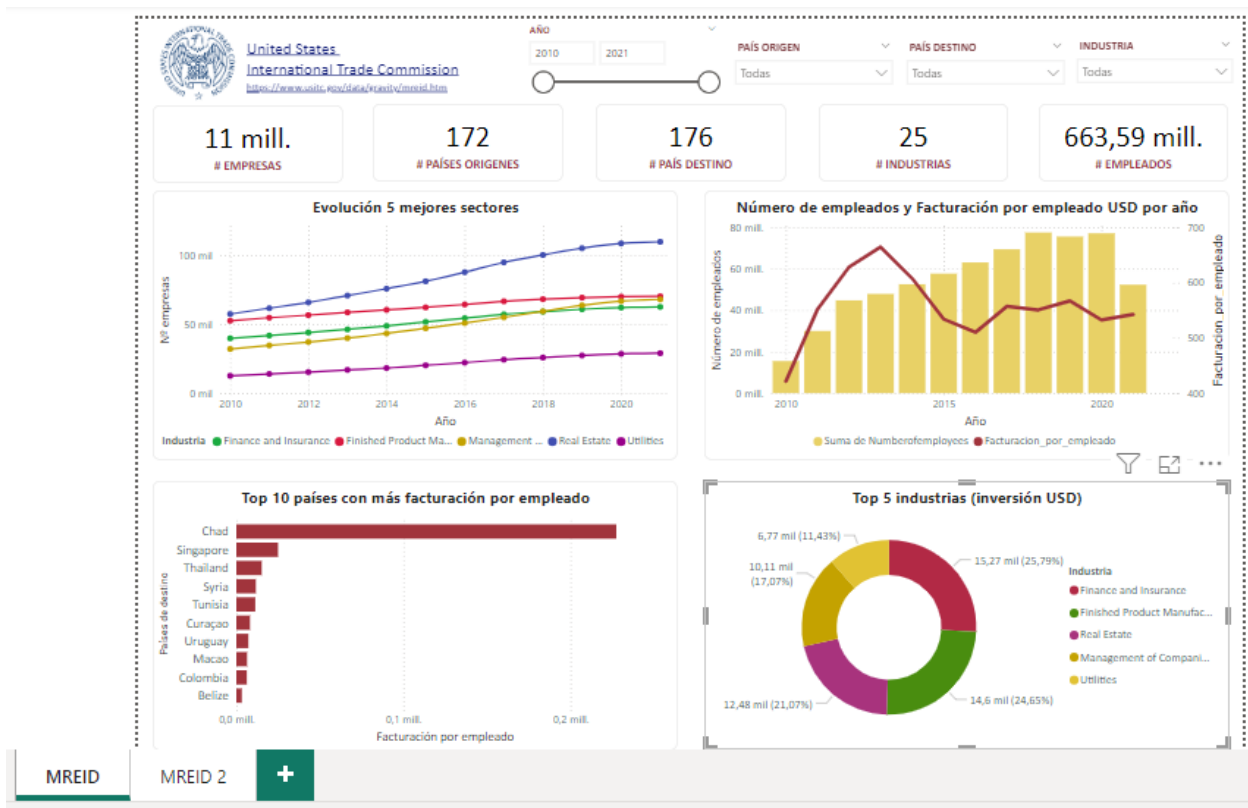 United States
International Trade Commission
https://www.usitc.gov/data/gravity/mreid.htm
AÑO
2010 2021
PAÍS ORIGEN
Todas
PAÍS DESTINO
Todas
INDUSTRIA
Todas
11 mill.
# EMPRESAS
172
# PAÍSES ORIGENES
176
# PAÍS DESTINO
25
# INDUSTRIAS
663,59 mill.
# EMPLEADOS
Evolución 5 mejores sectores
Nº empresas
100 mil
50 mil
0 mil
2010 2012 2014 2016 2018 2020
Año
Industria Finance and Insurance Finished Product Ma... Management ... Real Estate Utilities
Número de empleados y Facturación por empleado USD por año
Número de empleados
80 mill.
60 mill.
40 mill.
20 mill.
0 mill.
700
600
500
400
Facturacion por empleado
2010 2015 2020
Año
Suma de Numberofemployees Facturacion_por_empleado
Top 10 países con más facturación por empleado
Países de destino
Chad
Singapore
Thailand
Syria
Tunisia
Curaçao
Uruguay
Macao
Colombia
Belize
0,0 mill. 0,1 mill. 0,2 mill.
Facturación por empleado
Top 5 industrias (inversión USD)
6,77 mil (11,43%)
15,27 mil (25,79%)
10,11 mil
(17,07%)
12,48 mil (21,07%)
14,6 mil (24,65%)
Industria
Finance and Insurance
Finished Product Manufac...
Real Estate
Management of Compani...
Utilities
MREID
MREID 2
+